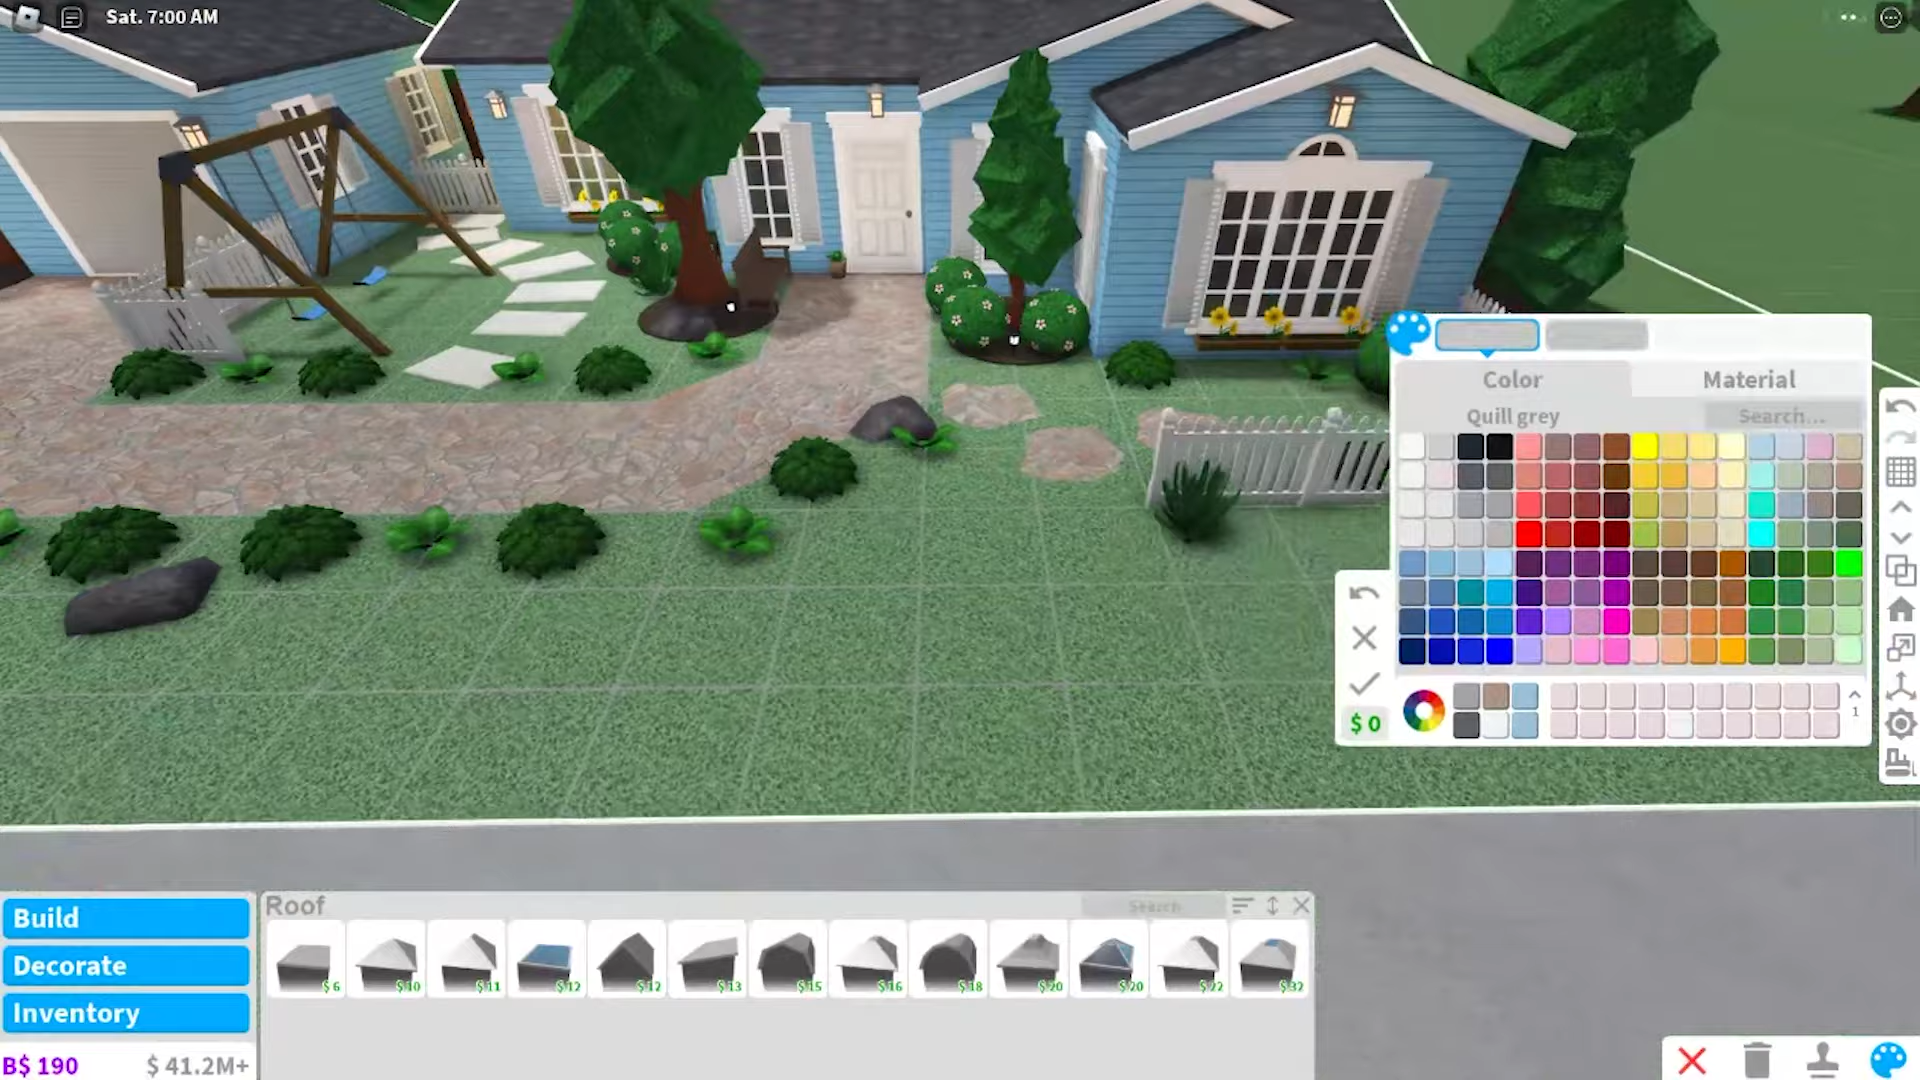 Sat. 7:00 AM
Color
Material
Quill grey
Search...
$ 0
1
Build
Decorate
Inventory
B$ 190
$ 41.2M+
Roof
Search
$ 6
$ 10
$ 11
$ 12
$ 12
$ 13
$ 15
$ 16
$ 18
$ 20
$ 20
$ 22
$ 32